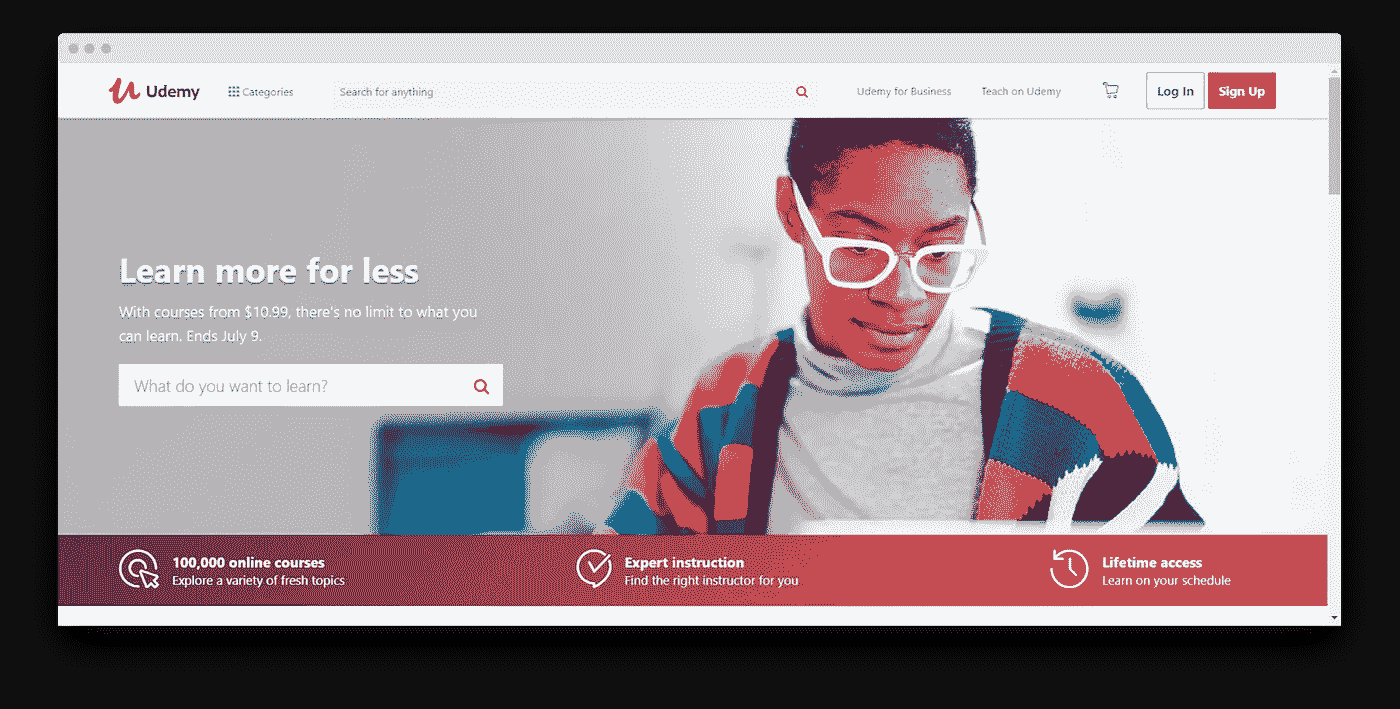 Udemy
Categories
Search for anything
Udemy for Business
Teach on Udemy
Log In
Sign Up
Learn more for less
With courses from $10.99, there's no limit to what you
can learn. Ends July 9.
What do you want to learn?
100,000 online courses
Explore a variety of fresh topics
Expert instruction
Find the right instructor for you
Lifetime access
Learn on your schedule